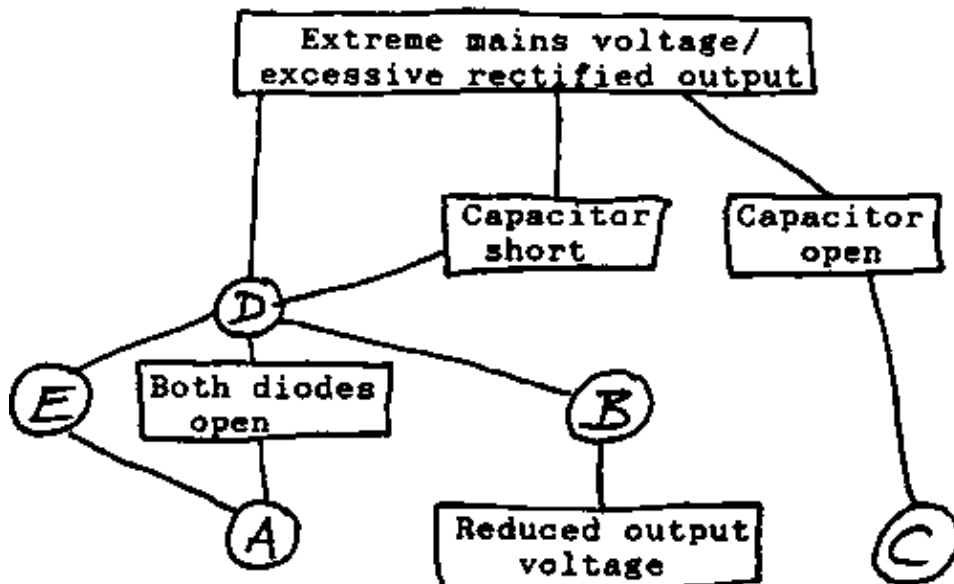 Extreme mains voltage/
excessive rectified output
Capacitor
short
Capacitor
open
D
E
Both diodes
open
B
A
Reduced output
voltage
C